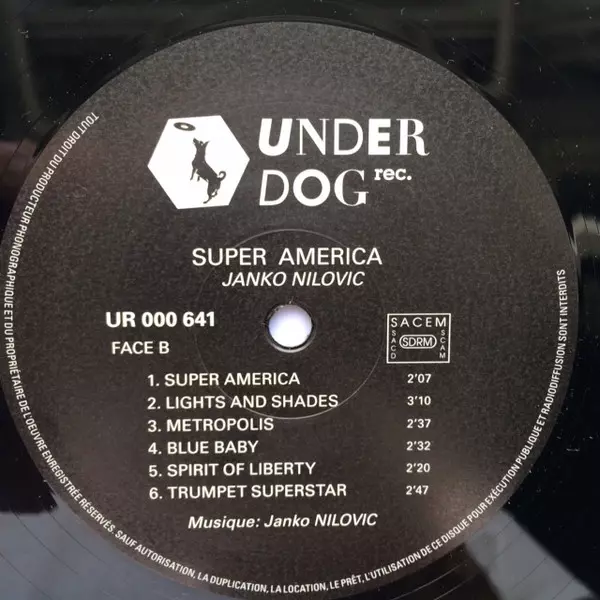 UNDER
DOG rec.
SUPER AMERICA
JANKO NILOVIC
UR 000 641
FACE B
SACEM
SACD
SDRM
SCAM
1. SUPER AMERICA 2'07
2. LIGHTS AND SHADES 3'10
3. METROPOLIS 2'37
4. BLUE BABY 2'32
5. SPIRIT OF LIBERTY 2'20
6. TRUMPET SUPERSTAR 2'47
Musique: Janko NILOVIC
TOUT DROIT DU PRODUCTEUR PHONOGRAPHIQUE ET DU PROPRIÉTAIRE DE L'OEUVRE ENREGISTRÉE RÉSERVÉS. SAUF AUTORISATION, LA DUPLICATION, LA LOCATION, LE PRÊT, L'UTILISATION DE CE DISQUE POUR EXÉCUTION PUBLIQUE ET RADIODIFFUSION SONT INTERDITS